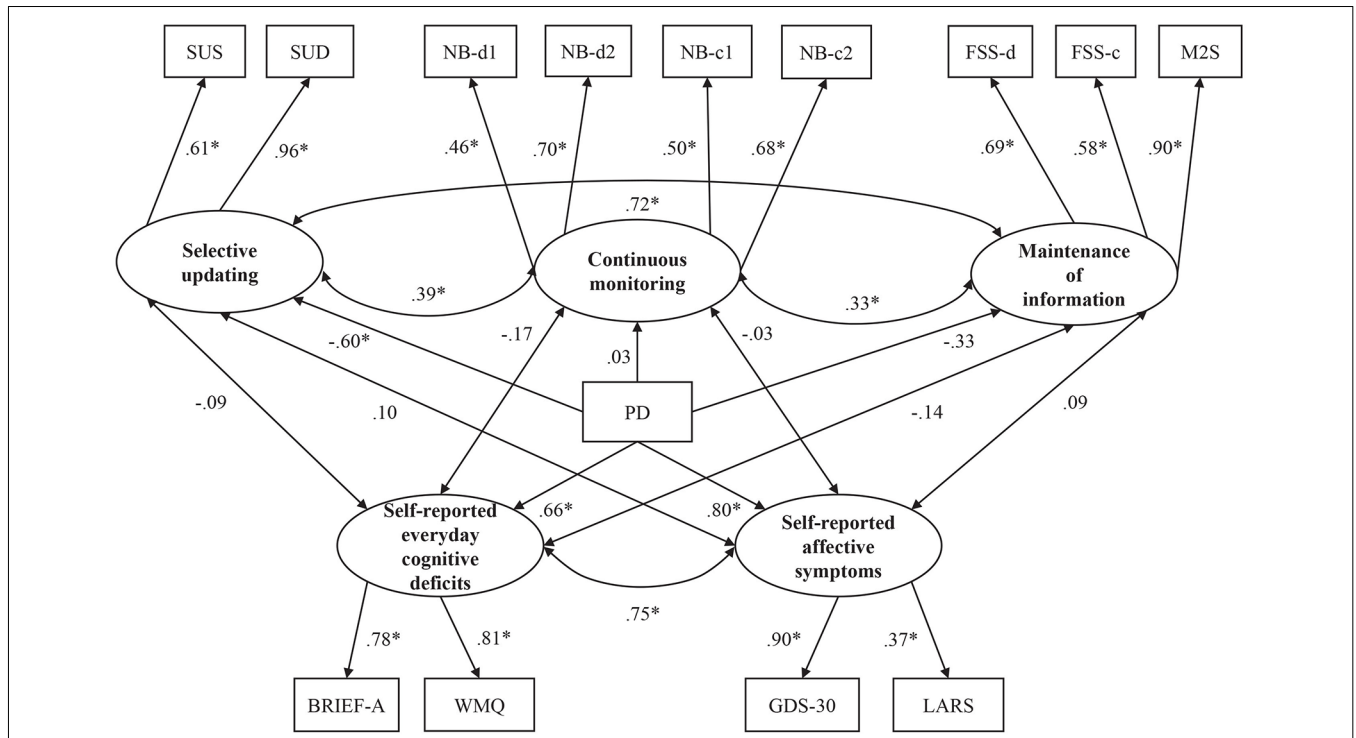 SUS
SUD
NB-d1
NB-d2
NB-c1
NB-c2
FSS-d
FSS-c
M2S
.61*
.96*
.46*
.70*
.50*
.68*
.69*
.58*
.90*
.72*
Selective
updating
Continuous
monitoring
Maintenance
of
information
.39*
.33*
-.60*
-.17
.03
-.03
-.33
-.09
.10
PD
-.14
.09
Self-reported
everyday
cognitive
deficits
.66*
.80*
Self-reported
affective
symptoms
.75*
.78*
.81*
.90*
.37*
BRIEF-A
WMQ
GDS-30
LARS